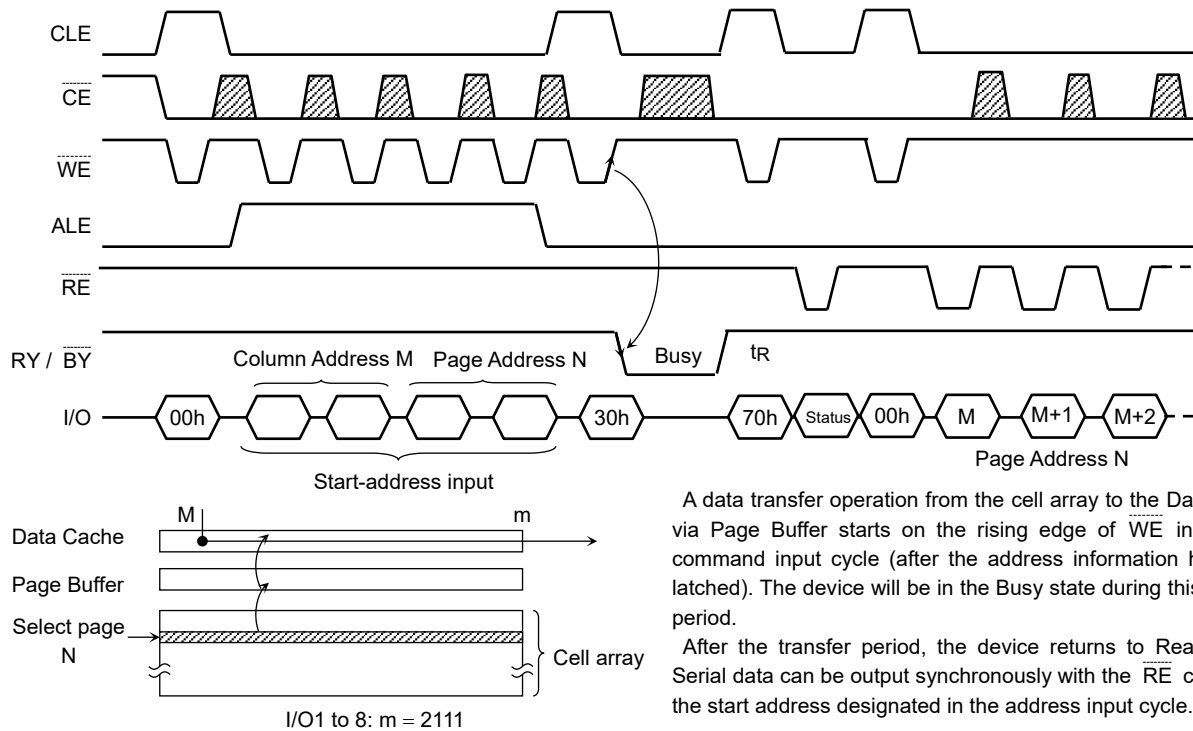 CLE
CE
WE
ALE
RE
RY / BY
Column Address M Page Address N
Busy tR
I/O 00h 30h 70h Status 00h M M+1 M+2
Start-address input
Page Address N
M m
Data Cache
Page Buffer
Select page
N
Cell array
I/O1 to 8: m = 2111
A data transfer operation from the cell array to the Da
via Page Buffer starts on the rising edge of WE in
command input cycle (after the address information h
latched). The device will be in the Busy state during this
period.
After the transfer period, the device returns to Rea
Serial data can be output synchronously with the RE c
the start address designated in the address input cycle.